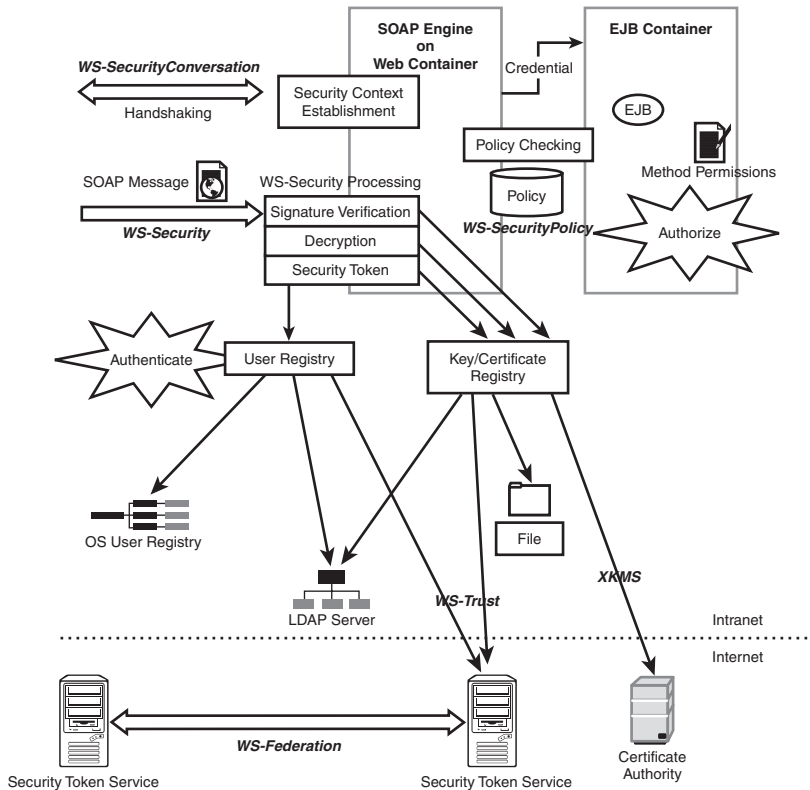 SOAP Engine
on
Web Container
EJB Container
WS-SecurityConversation
Handshaking
Security Context
Establishment
Credential
EJB
Policy Checking
Method Permissions
SOAP Message
WS-Security Processing
Policy
Signature Verification
WS-Security
WS-SecurityPolicy
Authorize
Decryption
Security Token
Authenticate
User Registry
Key/Certificate
Registry
OS User Registry
File
XKMS
WS-Trust
LDAP Server
Intranet
Internet
WS-Federation
Security Token Service
Security Token Service
Certificate
Authority